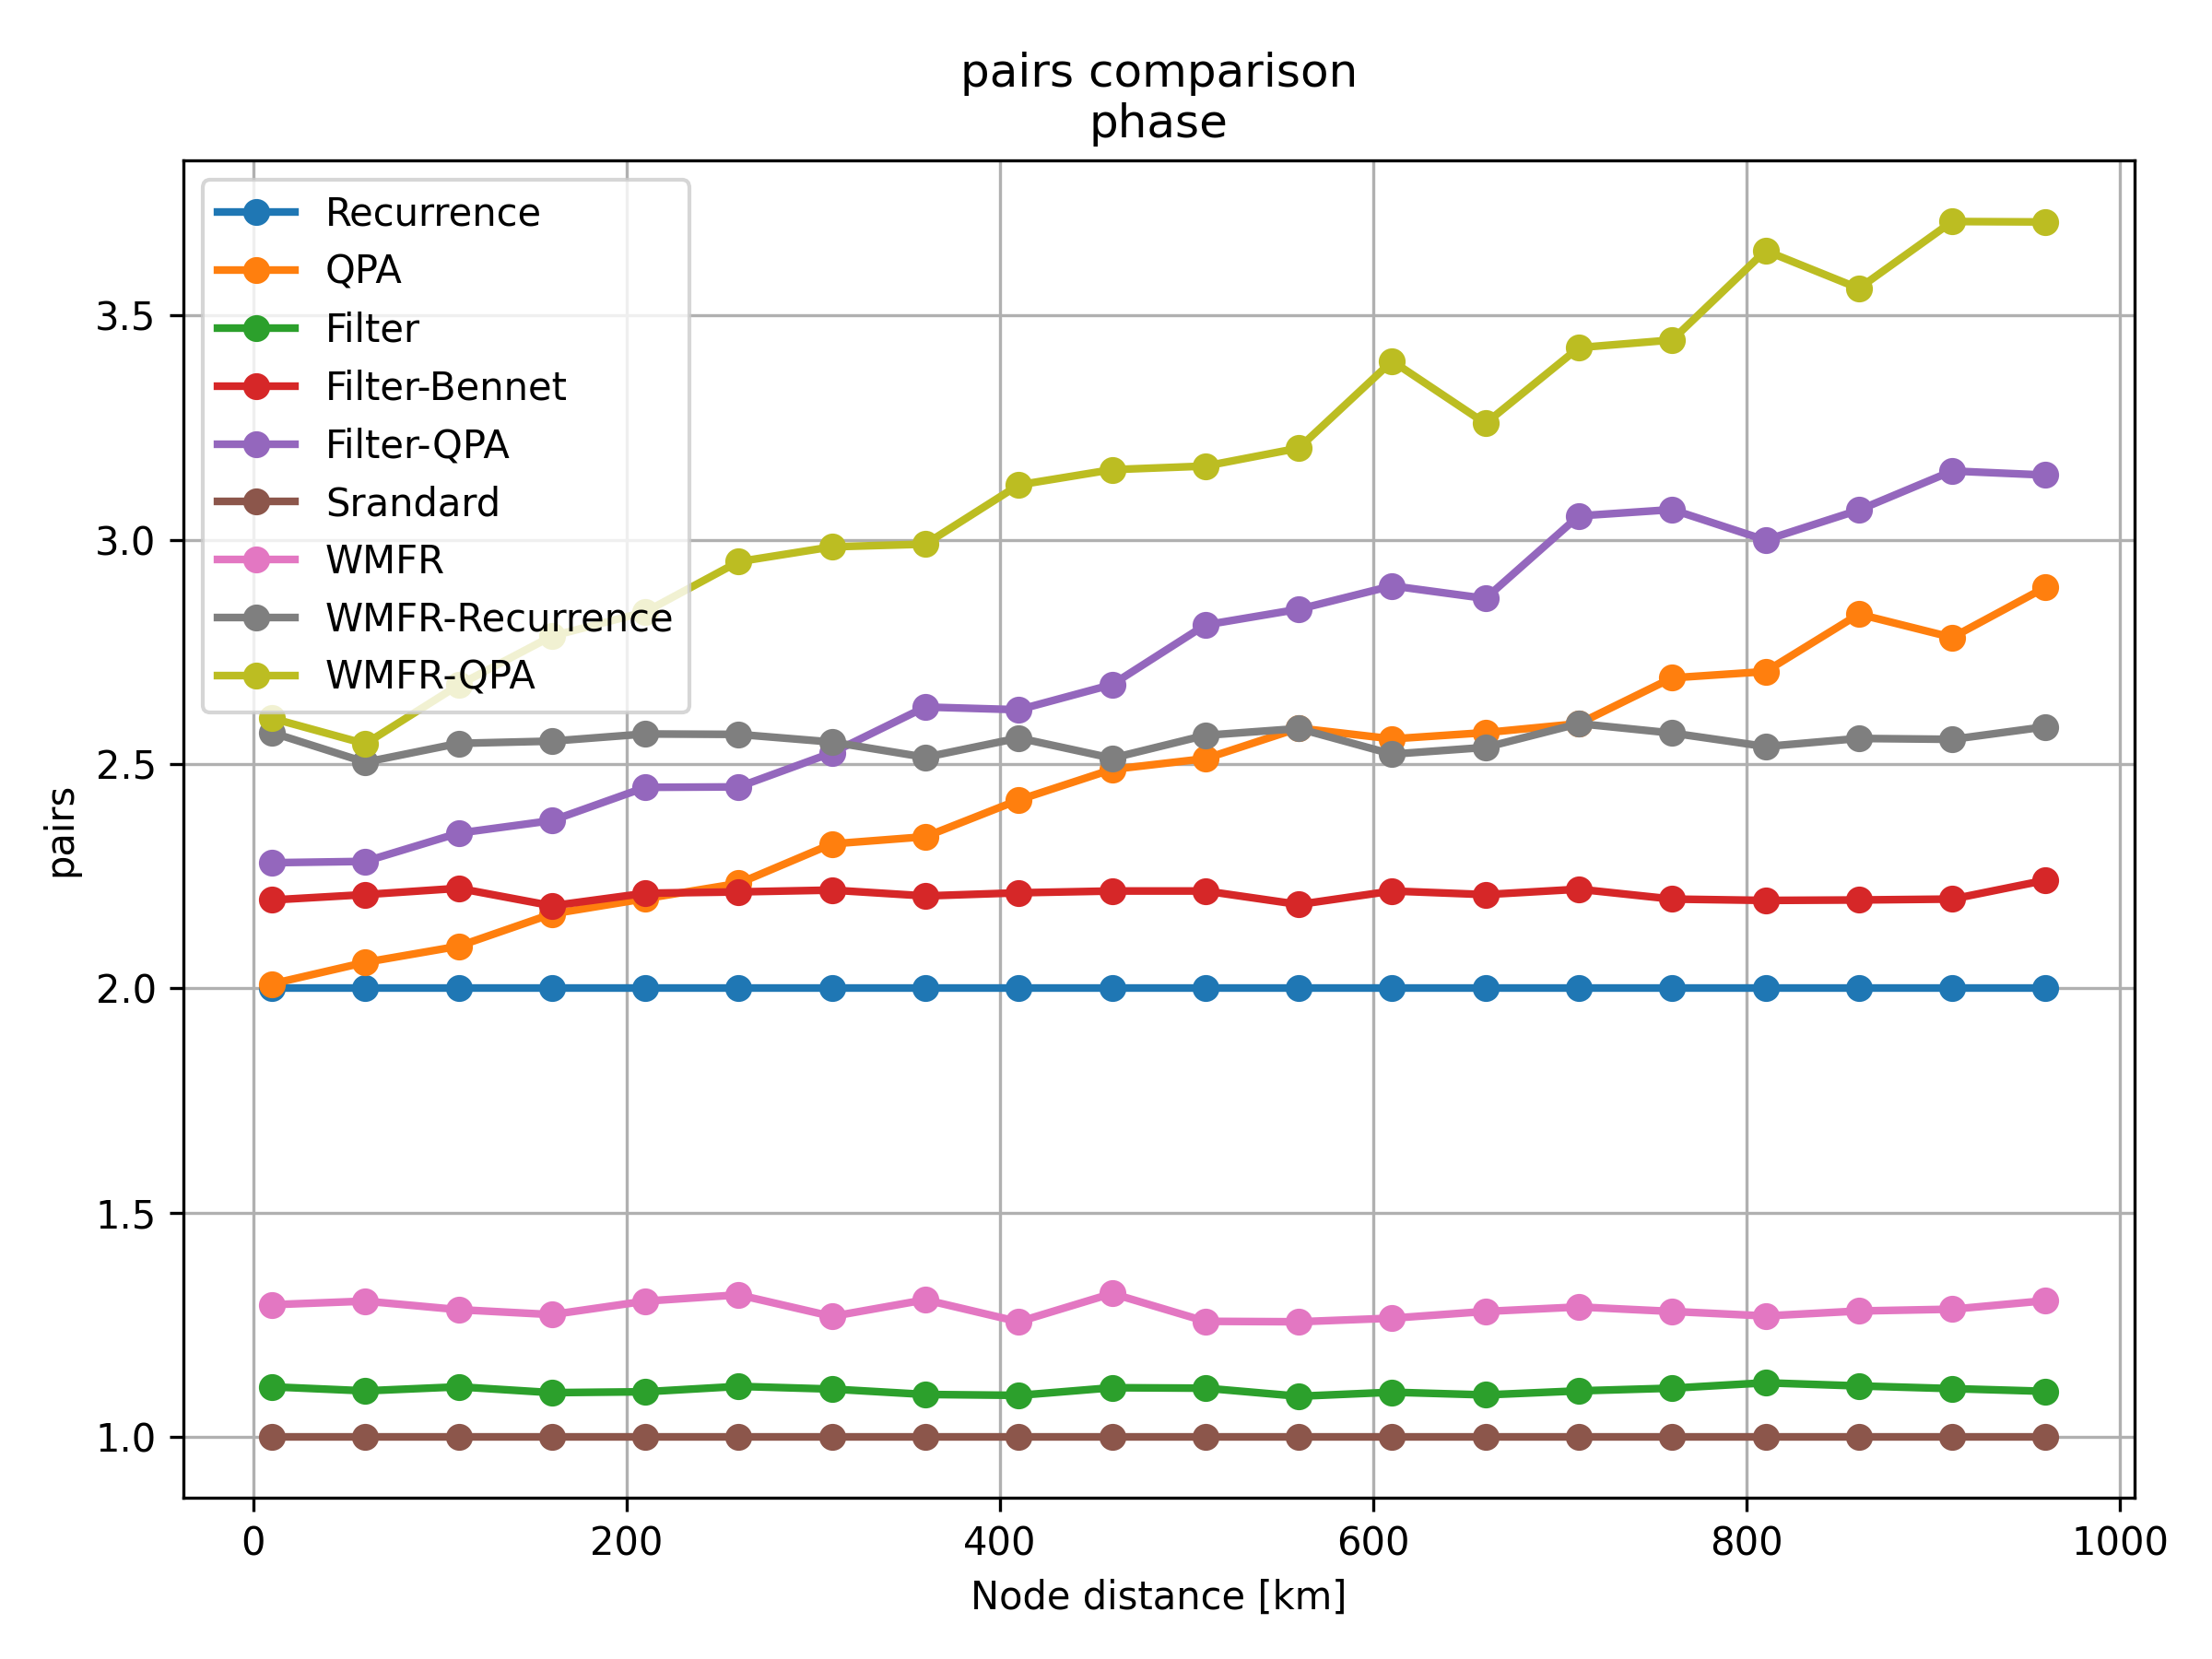 pairs comparison
phase
Recurrence
QPA
Filter
Filter-Bennet
Filter-QPA
Srandard
WMFR
WMFR-Recurrence
WMFR-QPA
3.5
3.0
2.5
2.0
1.5
1.0
pairs
0 200 400 600 800 1000
Node distance [km]